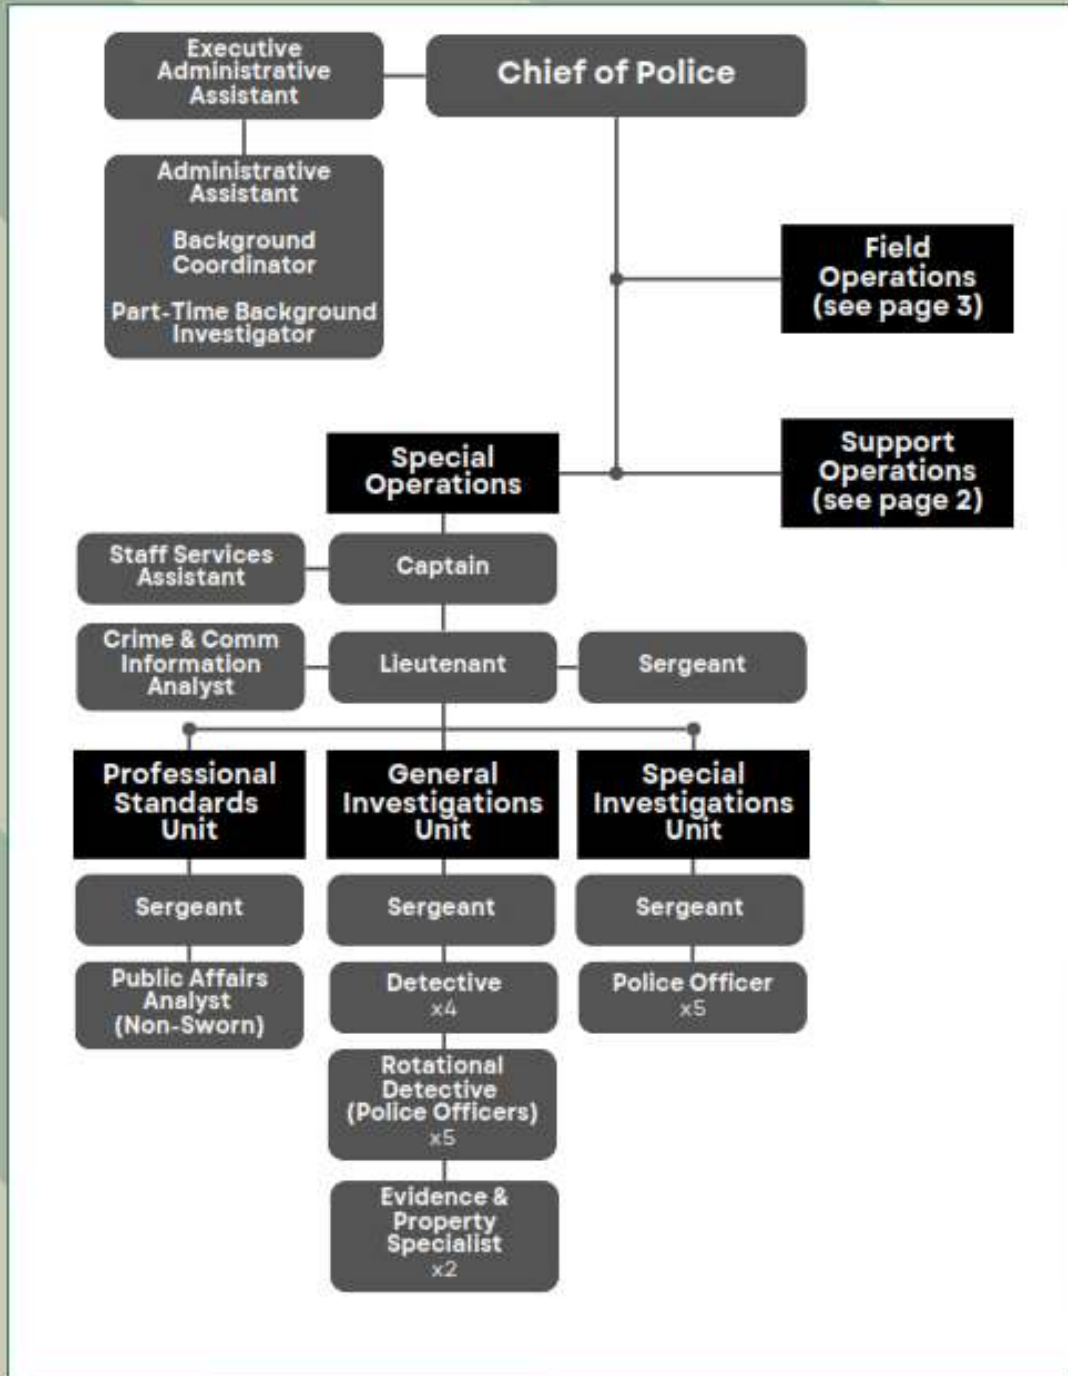 Executive
Administrative
Assistant
Chief of Police
Administrative
Assistant
Background
Coordinator
Part-Time Background
Investigator
Field
Operations
(see page 3)
Support
Operations
(see page 2)
Special
Operations
Staff Services
Assistant
Captain
Crime & Comm
Information
Analyst
Lieutenant
Sergeant
Professional
Standards
Unit
General
Investigations
Unit
Special
Investigations
Unit
Sergeant
Sergeant
Sergeant
Public Affairs
Analyst
(Non-Sworn)
Detective
x4
Police Officer
x5
Rotational
Detective
(Police Officers)
x5
Evidence &
Property
Specialist
x2